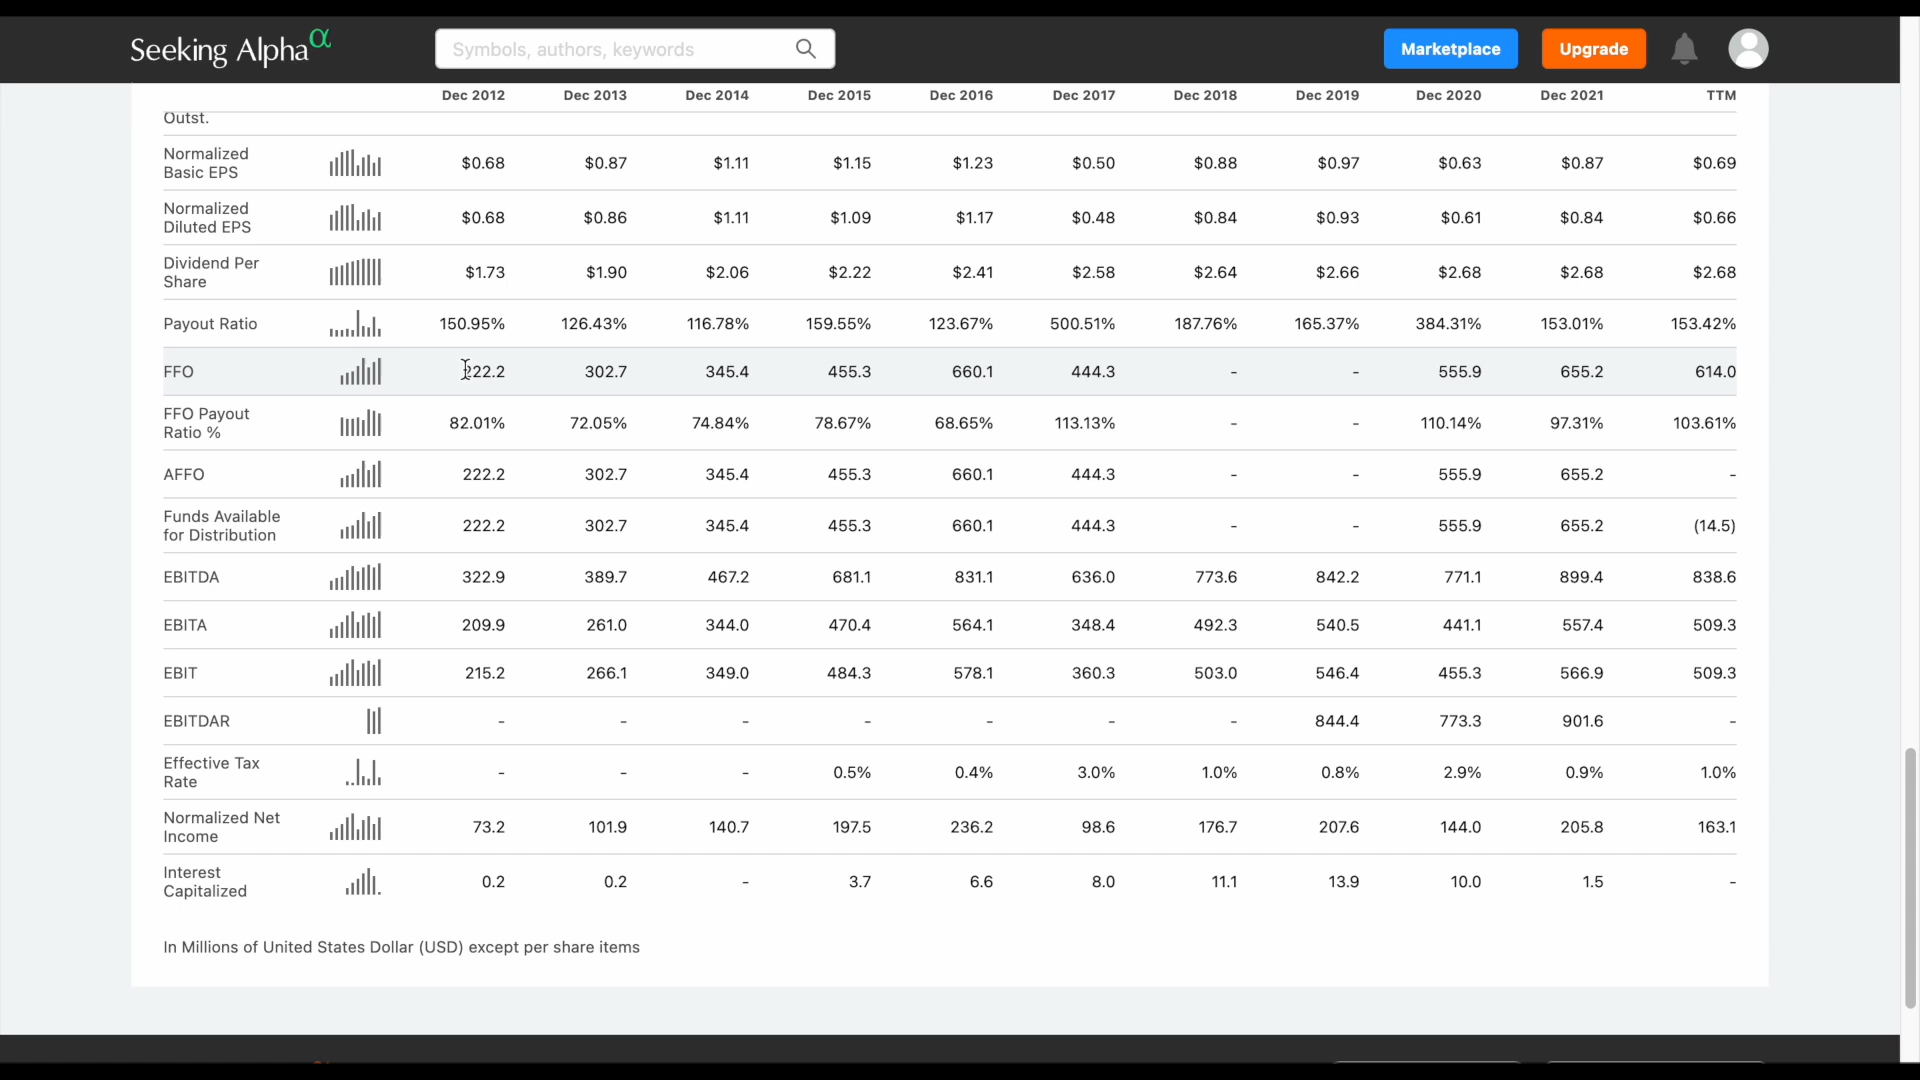 Seeking Alpha α
Symbols, authors, keywords
Marketplace
Upgrade
Dec 2012 Dec 2013 Dec 2014 Dec 2015 Dec 2016 Dec 2017 Dec 2018 Dec 2019 Dec 2020 Dec 2021 TTM
Outst.
Normalized
Basic EPS $0.68 $0.87 $1.11 $1.15 $1.23 $0.50 $0.88 $0.97 $0.63 $0.87 $0.69
Normalized
Diluted EPS $0.68 $0.86 $1.11 $1.09 $1.17 $0.48 $0.84 $0.93 $0.61 $0.84 $0.66
Dividend Per
Share $1.73 $1.90 $2.06 $2.22 $2.41 $2.58 $2.64 $2.66 $2.68 $2.68 $2.68
Payout Ratio 150.95% 126.43% 116.78% 159.55% 123.67% 500.51% 187.76% 165.37% 384.31% 153.01% 153.42%
FFO 222.2 302.7 345.4 455.3 660.1 444.3 - - 555.9 655.2 614.0
FFO Payout
Ratio % 82.01% 72.05% 74.84% 78.67% 68.65% 113.13% - - 110.14% 97.31% 103.61%
AFFO 222.2 302.7 345.4 455.3 660.1 444.3 - - 555.9 655.2 -
Funds Available
for Distribution 222.2 302.7 345.4 455.3 660.1 444.3 - - 555.9 655.2 (14.5)
EBITDA 322.9 389.7 467.2 681.1 831.1 636.0 773.6 842.2 771.1 899.4 838.6
EBITA 209.9 261.0 344.0 470.4 564.1 348.4 492.3 540.5 441.1 557.4 509.3
EBIT 215.2 266.1 349.0 484.3 578.1 360.3 503.0 546.4 455.3 566.9 509.3
EBITDAR - - - - - - - 844.4 773.3 901.6 -
Effective Tax
Rate - - - 0.5% 0.4% 3.0% 1.0% 0.8% 2.9% 0.9% 1.0%
Normalized Net
Income 73.2 101.9 140.7 197.5 236.2 98.6 176.7 207.6 144.0 205.8 163.1
Interest
Capitalized 0.2 0.2 - 3.7 6.6 8.0 11.1 13.9 10.0 1.5 -
In Millions of United States Dollar (USD) except per share items